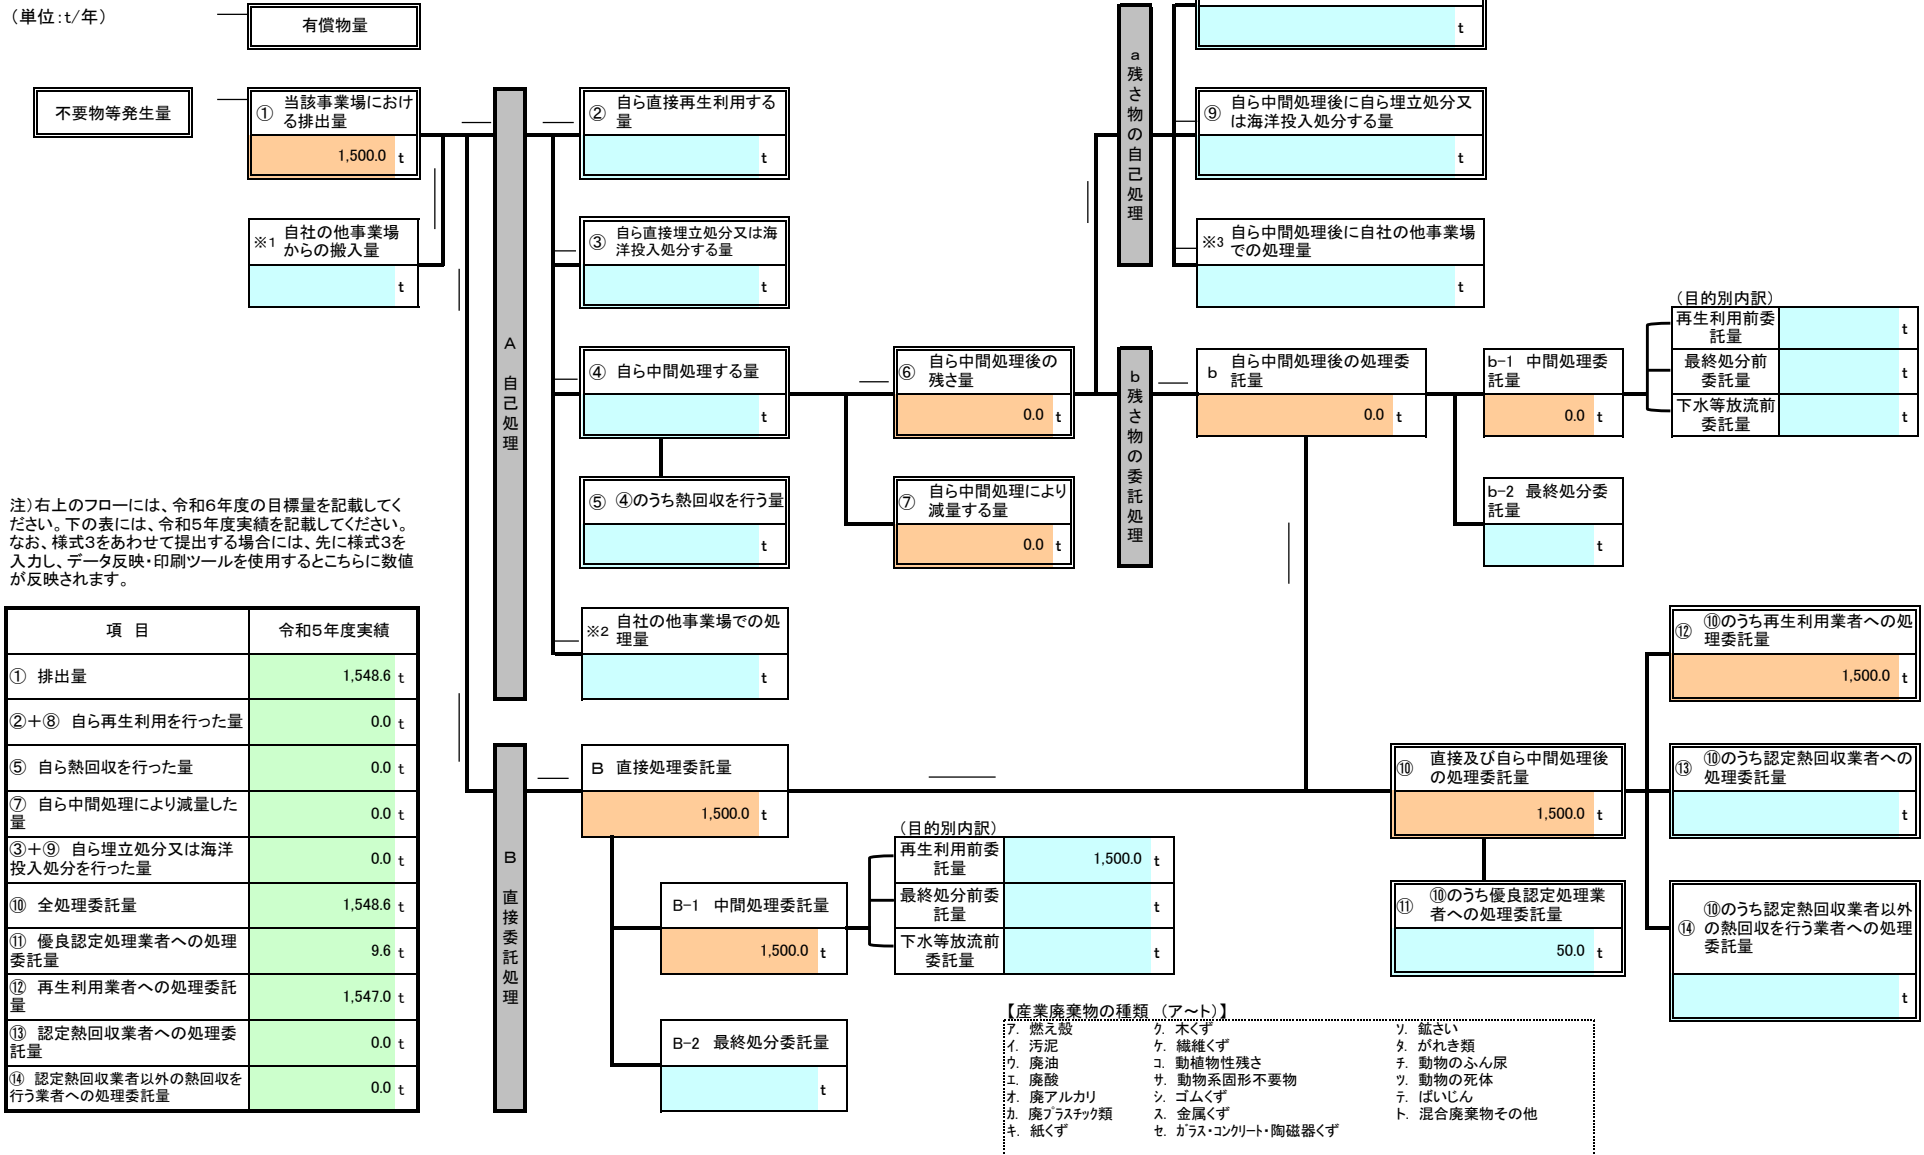 （単位：t/年）
有償物量
t
不要物等発生量
① 当該事業場におけ
る排出量
1,500.0 t
※1 自社の他事業場
からの搬入量
t
A 自己処理
② 自ら直接再生利用する
量
t
③ 自ら直接埋立処分又は海
洋投入処分する量
t
④ 自ら中間処理する量
t
⑤ ④のうち熱回収を行う量
t
※2 自社の他事業場での処
理量
t
⑥ 自ら中間処理後の
残さ量
0.0 t
⑦ 自ら中間処理により
減量する量
0.0 t
a 残さ物の自己処理
⑨ 自ら中間処理後に自ら埋立処分又
は海洋投入処分する量
t
※3 自ら中間処理後に自社の他事業場
での処理量
t
b 残さ物の委託処理
b 自ら中間処理後の処理委
託量
0.0 t
b-1 中間処理委
託量
0.0 t
b-2 最終処分委
託量
t
（目的別内訳）
再生利用前委
託量
t
最終処分前
委託量
t
下水等放流前
委託量
t
注）右上のフローには、令和６年度の目標量を記載してく
ださい。下の表には、令和５年度実績を記載してください。
なお、様式３をあわせて提出する場合には、先に様式３を
入力し、データ反映・印刷ツールを使用するとこちらに数値
が反映されます。
項 目 令和５年度実績
① 排出量 1,548.6 t
②＋⑧ 自ら再生利用を行った量 0.0 t
⑤ 自ら熱回収を行った量 0.0 t
⑦ 自ら中間処理により減量した
量 0.0 t
③＋⑨ 自ら埋立処分又は海洋
投入処分を行った量 0.0 t
⑩ 全処理委託量 1,548.6 t
⑪ 優良認定処理業者への処理
委託量 9.6 t
⑫ 再生利用業者への処理委託
量 1,547.0 t
⑬ 認定熱回収業者への処理委
託量 0.0 t
⑭ 認定熱回収業者以外の熱回収を
行う業者への処理委託量 0.0 t
B 直接委託処理
B 直接処理委託量
1,500.0 t
B-1 中間処理委託量
1,500.0 t
B-2 最終処分委託量
t
（目的別内訳）
再生利用前委
託量
1,500.0 t
最終処分前委
託量
t
下水等放流前
委託量
t
⑩ 直接及び自ら中間処理後
の処理委託量
1,500.0 t
⑪ ⑩のうち優良認定処理業
者への処理委託量
50.0 t
⑫ ⑩のうち再生利用業者への処
理委託量
1,500.0 t
⑬ ⑩のうち認定熱回収業者への
処理委託量
t
⑭ ⑩のうち認定熱回収業者以外
の熱回収を行う業者への処理
委託量
t
【産業廃棄物の種類 （ア～ト）】
ア. 燃え殻 ク. 木くず ソ. 鉱さい
イ. 汚泥 ケ. 繊維くず タ. がれき類
ウ. 廃油 コ. 動植物性残さ チ. 動物のふん尿
エ. 廃酸 サ. 動物系固形不要物 ツ. 動物の死体
オ. 廃アルカリ シ. ゴムくず テ. ばいじん
カ. 廃プラスチック類 ス. 金属くず ト. 混合廃棄物その他
キ. 紙くず セ. ガラス・コンクリート・陶磁器くず